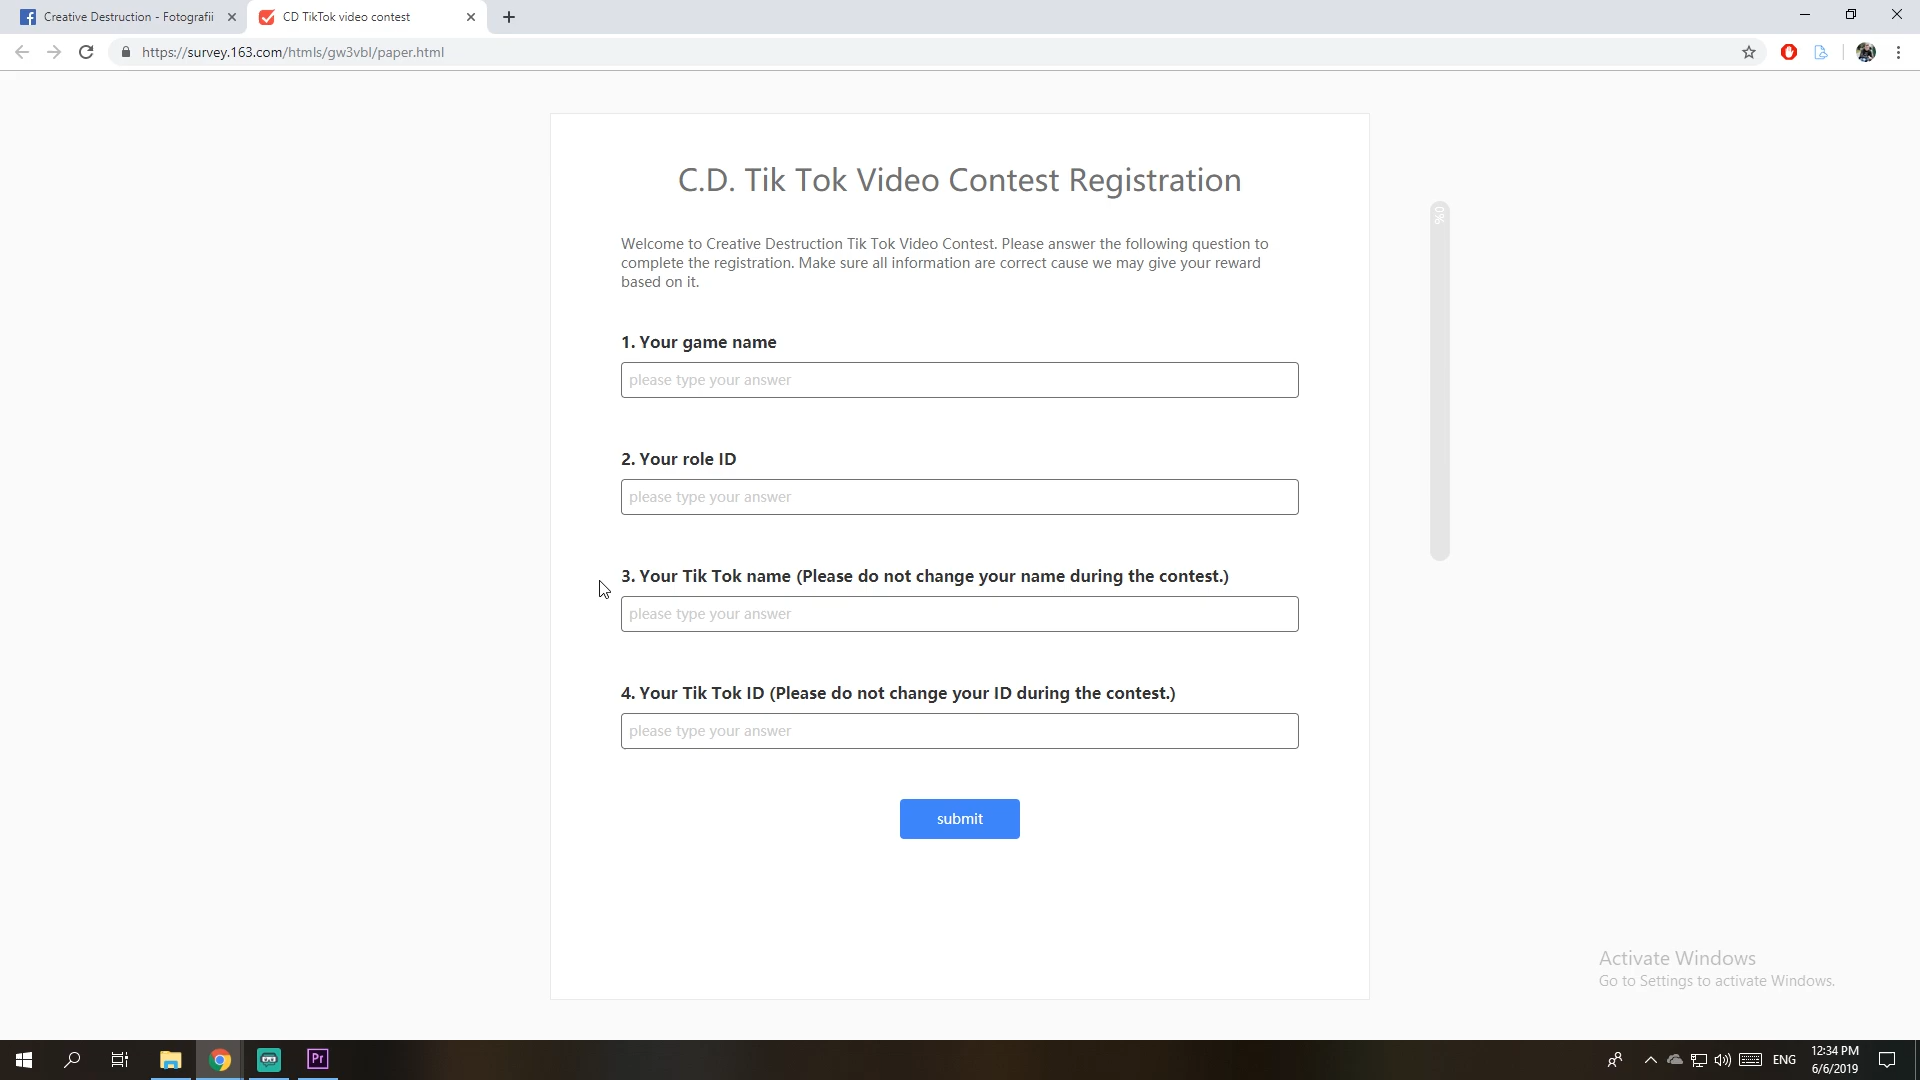 Creative Destruction - Fotografii
CD TikTok video contest
https://survey.163.com/htmls/gw3vbl/paper.html
C.D. Tik Tok Video Contest Registration
0%
Welcome to Creative Destruction Tik Tok Video Contest. Please answer the following question to
complete the registration. Make sure all information are correct cause we may give your reward
based on it.
1. Your game name
please type your answer
2. Your role ID
please type your answer
3. Your Tik Tok name (Please do not change your name during the contest.)
please type your answer
4. Your Tik Tok ID (Please do not change your ID during the contest.)
please type your answer
submit
Activate Windows
Go to Settings to activate Windows.
Pr
ENG
12:34 PM
6/6/2019